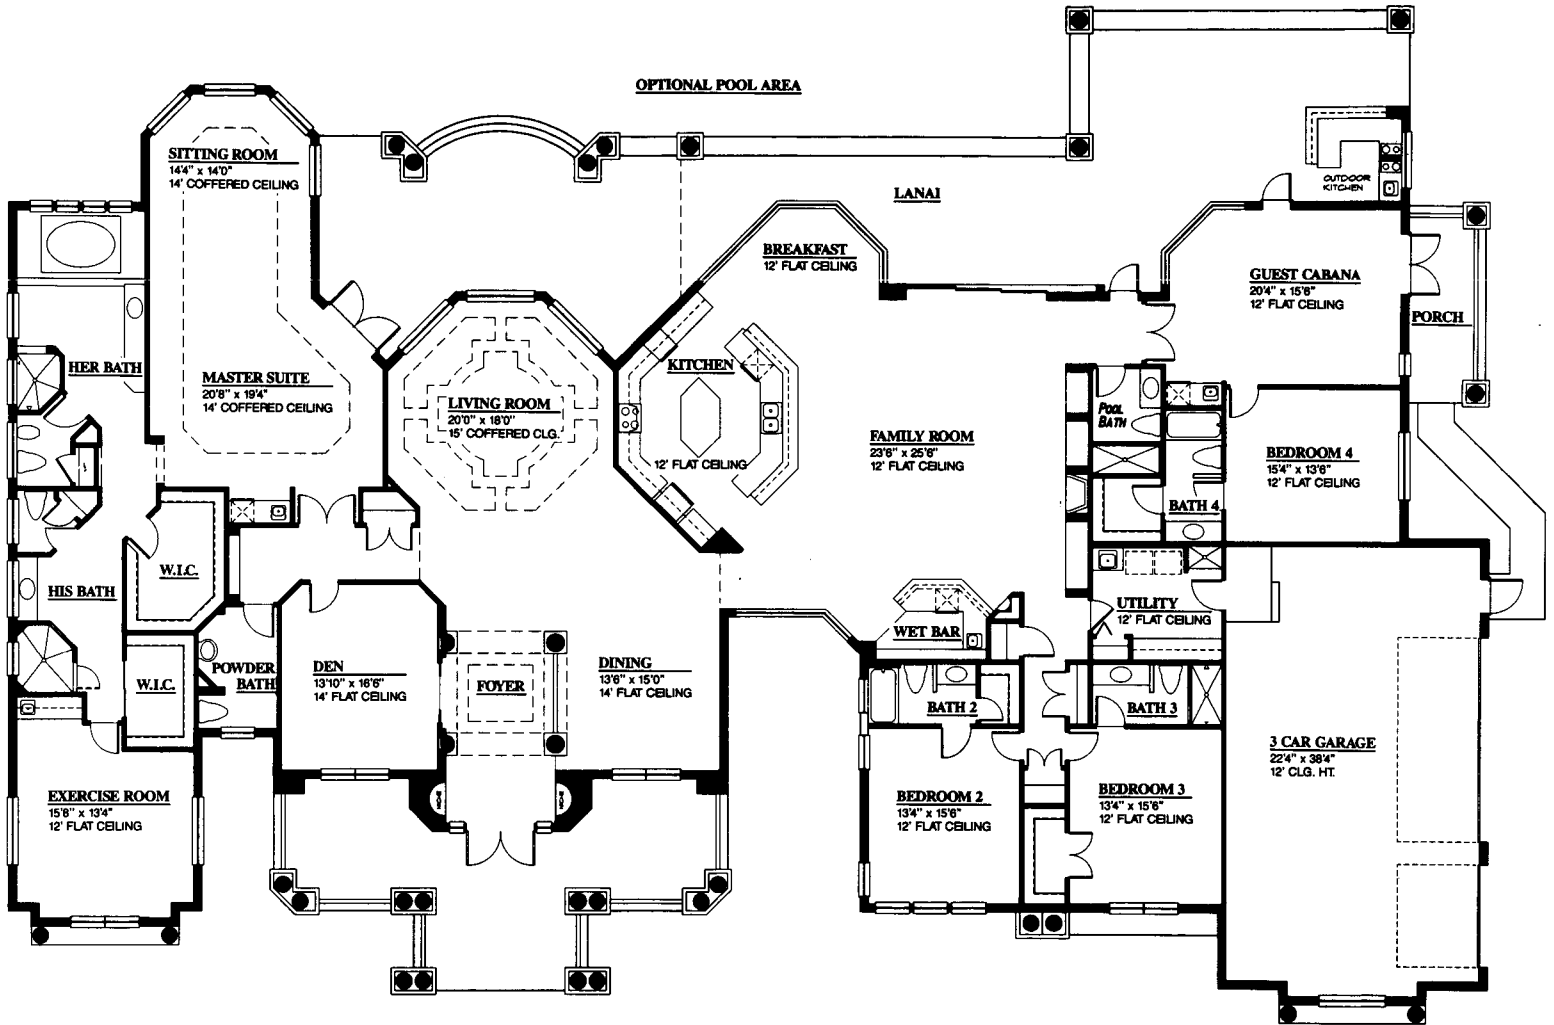 OPTIONAL POOL AREA
SITTING ROOM
14'4" x 14'0"
14' COFFERED CEILING
OUTDOOR
KITCHEN
LANAI
BREAKFAST
12' FLAT CEILING
GUEST CABANA
20'4" x 15'6"
12' FLAT CEILING
PORCH
HER BATH
MASTER SUITE
20'8" x 19'4"
14' COFFERED CEILING
LIVING ROOM
20'0" x 18'0"
15' COFFERED CLG.
KITCHEN
12' FLAT CEILING
FAMILY ROOM
23'6" x 25'6"
12' FLAT CEILING
POOL
BATH
BEDROOM 4
15'4" x 13'6"
12' FLAT CEILING
BATH 4
W.I.C.
HIS BATH
UTILITY
12' FLAT CEILING
WET BAR
W.I.C.
POWDER
BATH
DEN
13'10" x 16'6"
14' FLAT CEILING
FOYER
DINING
13'6" x 15'0"
14' FLAT CEILING
BATH 2
BATH 3
3 CAR GARAGE
22'4" x 38'4"
12' CLG. HT.
EXERCISE ROOM
15'8" x 13'4"
12' FLAT CEILING
NICHE
NICHE
BEDROOM 2
13'4" x 15'6"
12' FLAT CEILING
BEDROOM 3
13'4" x 15'6"
12' FLAT CEILING